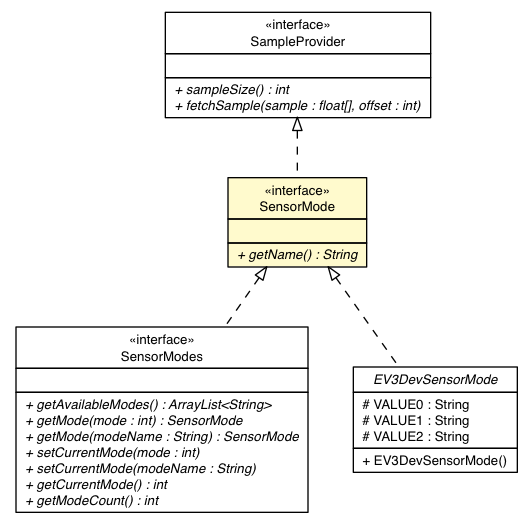 «interface»
SampleProvider
+ sampleSize() : int
+ fetchSample(sample : float[], offset : int)
«interface»
SensorMode
+ getName() : String
«interface»
SensorModes
+ getAvailableModes() : ArrayList<String>
+ getMode(mode : int) : SensorMode
+ getMode(modeName : String) : SensorMode
+ setCurrentMode(mode : int)
+ setCurrentMode(modeName : String)
+ getCurrentMode() : int
+ getModeCount() : int
EV3DevSensorMode
# VALUE0 : String
# VALUE1 : String
# VALUE2 : String
+ EV3DevSensorMode()